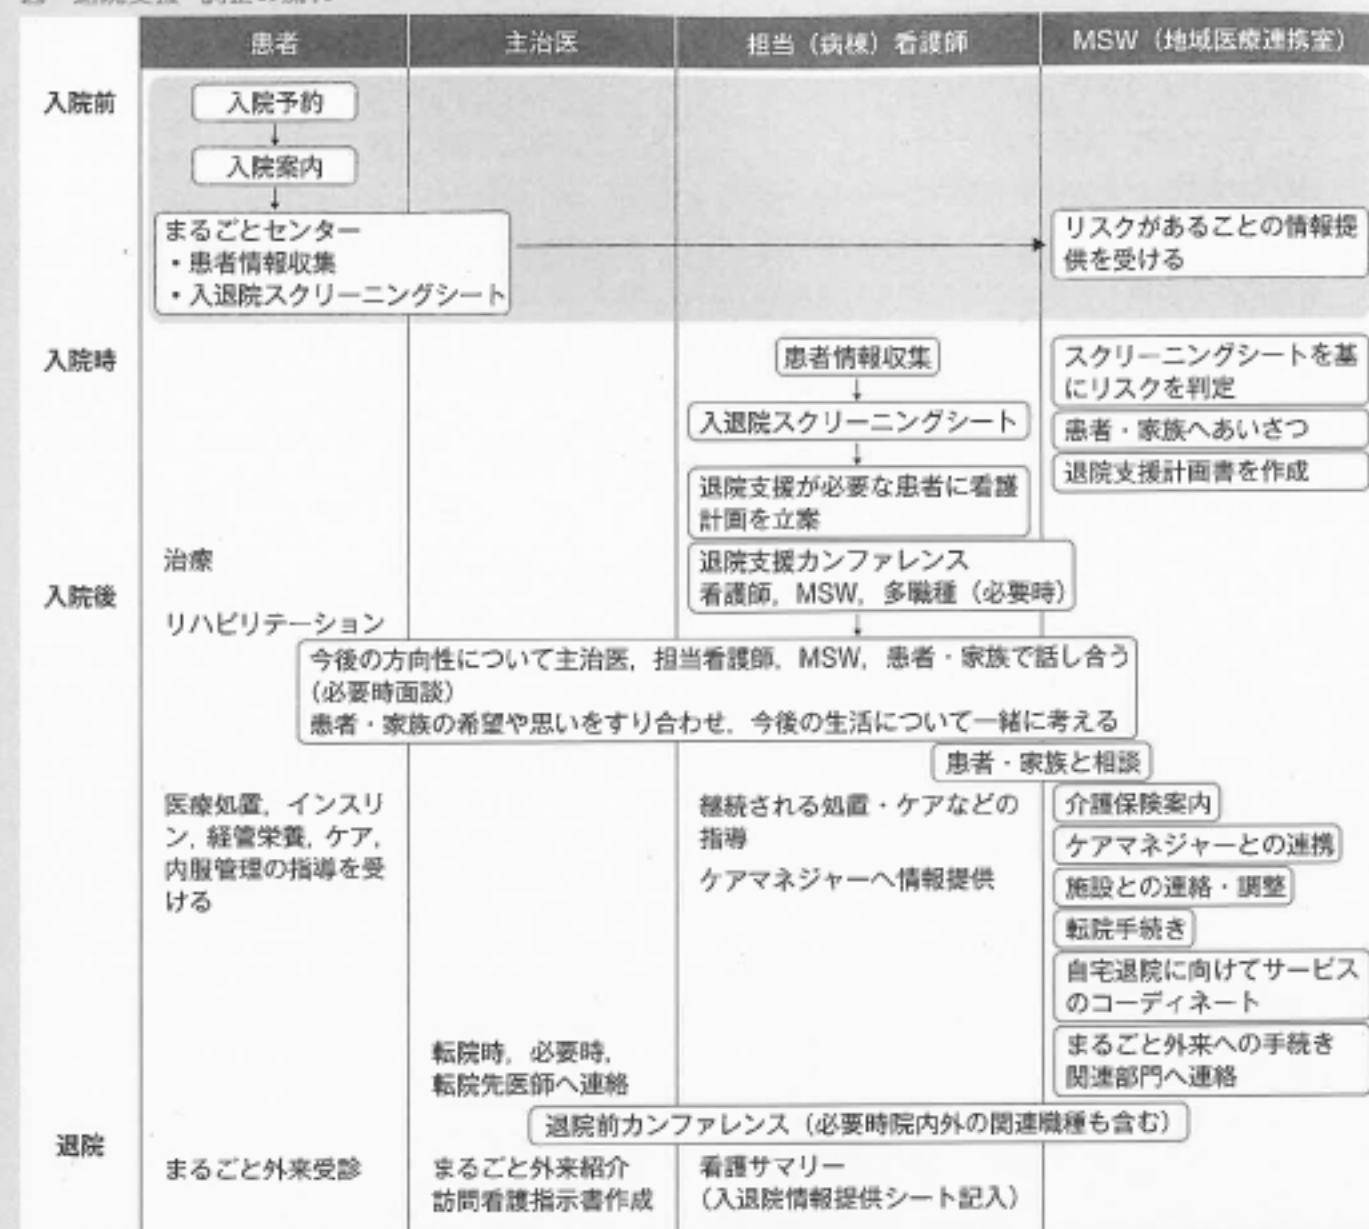 患者
主治医
担当（病棟）看護師
MSW（地域医療連携室）
入院前
入院予約
入院案内
まるごとセンター
・患者情報収集
・入退院スクリーニングシート
リスクがあることの情報提
供を受ける
入院時
患者情報収集
入退院スクリーニングシート
退院支援が必要な患者に看護
計画を立案
スクリーニングシートを基
にリスクを判定
患者・家族へあいさつ
退院支援計画書を作成
入院後
治療
リハビリテーション
退院支援カンファレンス
看護師，MSW，多職種（必要時）
今後の方向性について主治医，担当看護師，MSW，患者・家族で話し合う
（必要時面談）
患者・家族の希望や思いをすり合わせ，今後の生活について一緒に考える
患者・家族と相談
医療処置，インスリ
ン，経管栄養，ケア，
内服管理の指導を受
ける
継続される処置・ケアなどの
指導
ケアマネジャーへ情報提供
介護保険案内
ケアマネジャーとの連携
施設との連絡・調整
転院手続き
自宅退院に向けてサービス
のコーディネート
まるごと外来への手続き
関連部門へ連絡
転院時，必要時，
転院先医師へ連絡
退院前カンファレンス（必要時院内外の関連職種も含む）
退院
まるごと外来受診
まるごと外来紹介
訪問看護指示書作成
看護サマリー
（入退院情報提供シート記入）